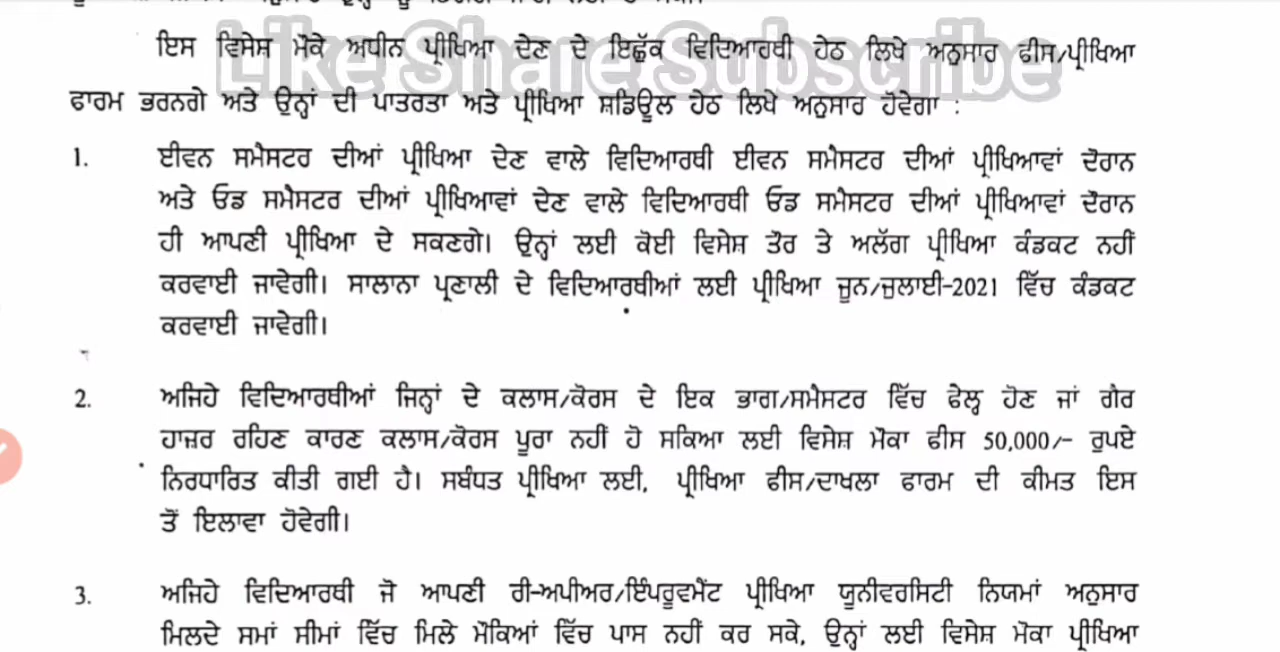 ਇਸ ਵਿਸੇਸ਼ ਮੌਕੇ ਅਧੀਨ ਪ੍ਰੀਖਿਆ ਦੇਣ ਦੇ ਇਛੁੱਕ ਵਿਦਿਆਰਥੀ ਹੇਠ ਲਿਖੇ ਅਨੁਸਾਰ ਫੀਸ/ਪ੍ਰੀਖਿਆ
Like Share Subscribe
ਫਾਰਮ ਭਰਨਗੇ ਅਤੇ ਉਨ੍ਹਾਂ ਦੀ ਪਾਤਰਤਾ ਅਤੇ ਪ੍ਰੀਖਿਆ ਸ਼ਡਿਊਲ ਹੇਠ ਲਿਖੇ ਅਨੁਸਾਰ ਹੋਵੇਗਾ :
1. ਈਵਨ ਸਮੈਸਟਰ ਦੀਆਂ ਪ੍ਰੀਖਿਆ ਦੇਣ ਵਾਲੇ ਵਿਦਿਆਰਥੀ ਈਵਨ ਸਮੈਸਟਰ ਦੀਆਂ ਪ੍ਰੀਖਿਆਵਾਂ ਦੌਰਾਨ
ਅਤੇ ਓਡ ਸਮੈਸਟਰ ਦੀਆਂ ਪ੍ਰੀਖਿਆਵਾਂ ਦੇਣ ਵਾਲੇ ਵਿਦਿਆਰਥੀ ਓਡ ਸਮੈਸਟਰ ਦੀਆਂ ਪ੍ਰੀਖਿਆਵਾਂ ਦੌਰਾਨ
ਹੀ ਆਪਣੀ ਪ੍ਰੀਖਿਆ ਦੇ ਸਕਣਗੇ। ਉਨ੍ਹਾਂ ਲਈ ਕੋਈ ਵਿਸੇਸ਼ ਤੌਰ ਤੇ ਅਲੱਗ ਪ੍ਰੀਖਿਆ ਕੰਡਕਟ ਨਹੀਂ
ਕਰਵਾਈ ਜਾਵੇਗੀ। ਸਾਲਾਨਾ ਪ੍ਰਣਾਲੀ ਦੇ ਵਿਦਿਆਰਥੀਆਂ ਲਈ ਪ੍ਰੀਖਿਆ ਜੂਨ/ਜੁਲਾਈ-2021 ਵਿੱਚ ਕੰਡਕਟ
ਕਰਵਾਈ ਜਾਵੇਗੀ।
2. ਅਜਿਹੇ ਵਿਦਿਆਰਥੀਆਂ ਜਿਨ੍ਹਾਂ ਦੇ ਕਲਾਸ/ਕੋਰਸ ਦੇ ਇਕ ਭਾਗ/ਸਮੈਸਟਰ ਵਿੱਚ ਫੇਲ੍ਹ ਹੋਣ ਜਾਂ ਗੈਰ
ਹਾਜ਼ਰ ਰਹਿਣ ਕਾਰਣ ਕਲਾਸ/ਕੋਰਸ ਪੂਰਾ ਨਹੀਂ ਹੋ ਸਕਿਆ ਲਈ ਵਿਸੇਸ਼ ਮੌਕਾ ਫੀਸ 50,000/- ਰੁਪਏ
ਨਿਰਧਾਰਿਤ ਕੀਤੀ ਗਈ ਹੈ। ਸਬੰਧਤ ਪ੍ਰੀਖਿਆ ਲਈ, ਪ੍ਰੀਖਿਆ ਫੀਸ/ਦਾਖਲਾ ਫਾਰਮ ਦੀ ਕੀਮਤ ਇਸ
ਤੋਂ ਇਲਾਵਾ ਹੋਵੇਗੀ।
3. ਅਜਿਹੇ ਵਿਦਿਆਰਥੀ ਜੋ ਆਪਣੀ ਰੀ-ਅਪੀਅਰ/ਇੰਪਰੂਵਮੈਂਟ ਪ੍ਰੀਖਿਆ ਯੂਨੀਵਰਸਿਟੀ ਨਿਯਮਾਂ ਅਨੁਸਾਰ
ਮਿਲਦੇ ਸਮਾਂ ਸੀਮਾਂ ਵਿੱਚ ਮਿਲੇ ਮੌਕਿਆਂ ਵਿੱਚ ਪਾਸ ਨਹੀਂ ਕਰ ਸਕੇ, ਉਨ੍ਹਾਂ ਲਈ ਵਿਸੇਸ਼ ਮੌਕਾ ਪ੍ਰੀਖਿਆ